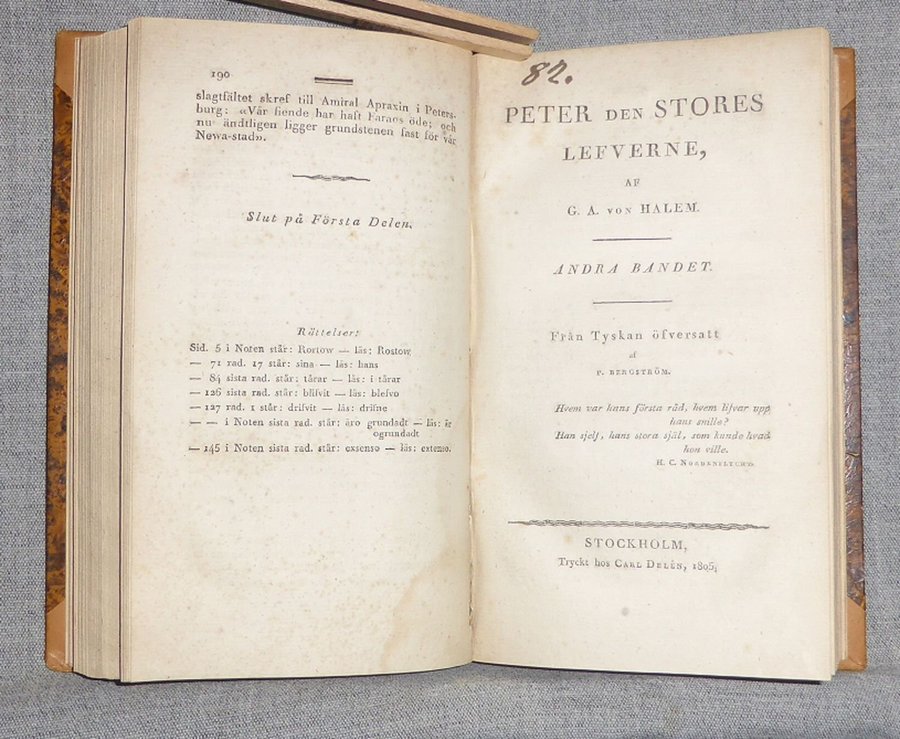 190
slagtfältet skref till Amiral Apraxin i Peters-
burg: «Vår fiende har haft Faraos öde; och
nu ändtligen ligger grundstenen fast för vår
Newa-stad».
Slut på Första Delen.
Rättelser:
Sid. 5 i Noten står: Rortow — läs: Rostow,
— 71 rad. 17 står: sina — läs: hans
— 84 sista rad. står: tårar — läs: i tårar
— 126 sista rad. står: blifvit — läs: blefvo
— 127 rad. 1 står: drifvit — läs: drifne
— — i Noten sista rad. står: äro grundadt — läs: är
ogrundadt
— 145 i Noten sista rad. står: exsenso — läs: extenso.
82.
PETER DEN STORES
LEFVERNE,
AF
G. A. VON HALEM.
ANDRA BANDET.
Från Tyskan öfversatt
af
P. BERGSTRÖM.
Hvem var hans första råd, hvem lifvar upp
hans snille?
Han sjelf, hans stora själ, som kunde hvad
hon ville.
H. C. NORDENFLYCHT.
STOCKHOLM,
Tryckt hos CARL DELÉN, 1805;